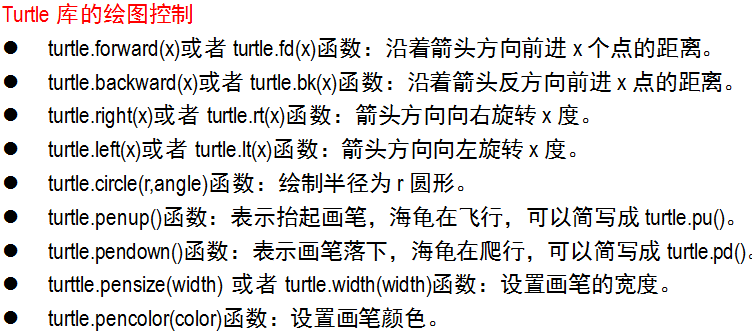 Turtle 库的绘图控制
● turtle.forward(x)或者 turtle.fd(x)函数：沿着箭头方向前进 x 个点的距离。
● turtle.backward(x)或者 turtle.bk(x)函数：沿着箭头反方向前进 x 点的距离。
● turtle.right(x)或者 turtle.rt(x)函数：箭头方向向右旋转 x 度。
● turtle.left(x)或者 turtle.lt(x)函数：箭头方向向左旋转 x 度。
● turtle.circle(r,angle)函数：绘制半径为 r 圆形。
● turtle.penup()函数：表示抬起画笔，海龟在飞行，可以简写成 turtle.pu()。
● turtle.pendown()函数：表示画笔落下，海龟在爬行，可以简写成 turtle.pd()。
● turttle.pensize(width) 或者 turtle.width(width)函数：设置画笔的宽度。
● turtle.pencolor(color)函数：设置画笔颜色。